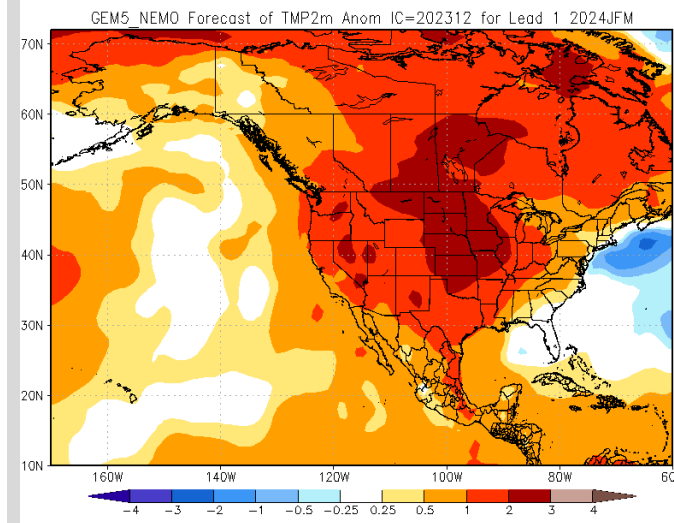 GEM5_NEMO Forecast of TMP2m Anom IC=202312 for Lead 1 2024JFM
70N
60N
50N
40N
30N
20N
10N
160W 140W 120W 100W 80W 60
-4 -3 -2 -1 -0.5 -0.25 0.25 0.5 1 2 3 4